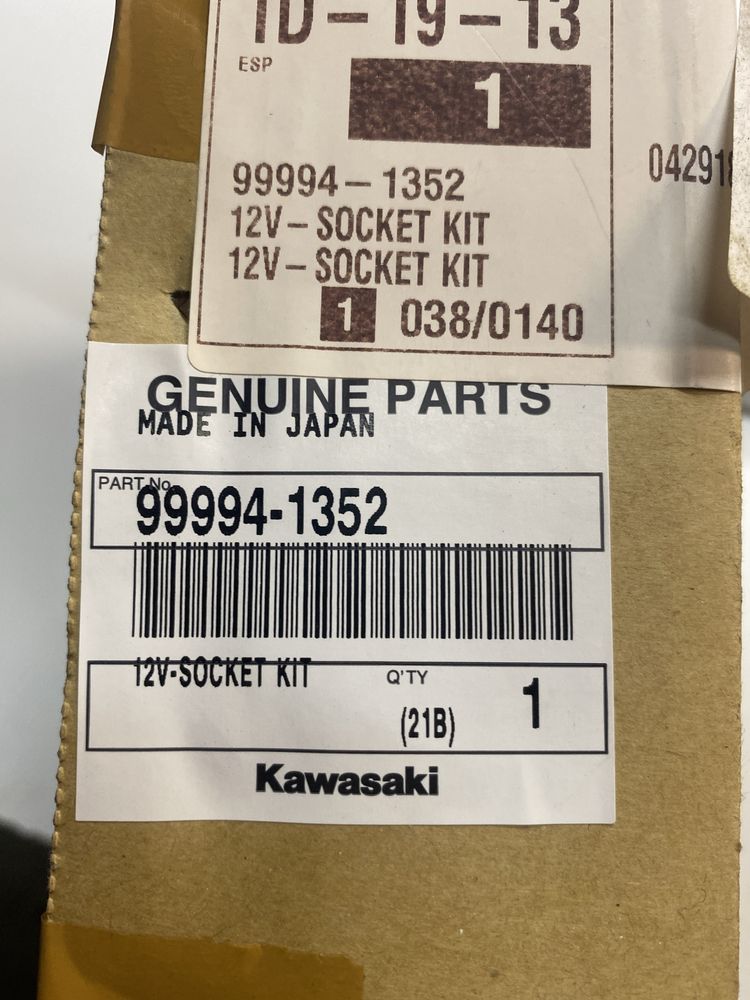 1D-19-13
ESP
1
04291
99994-1352
12V-SOCKET KIT
12V-SOCKET KIT
1 038/0140
GENUINE PARTS
MADE IN JAPAN
PART No.
99994-1352
12V-SOCKET KIT
Q'TY
(21B)
1
Kawasaki